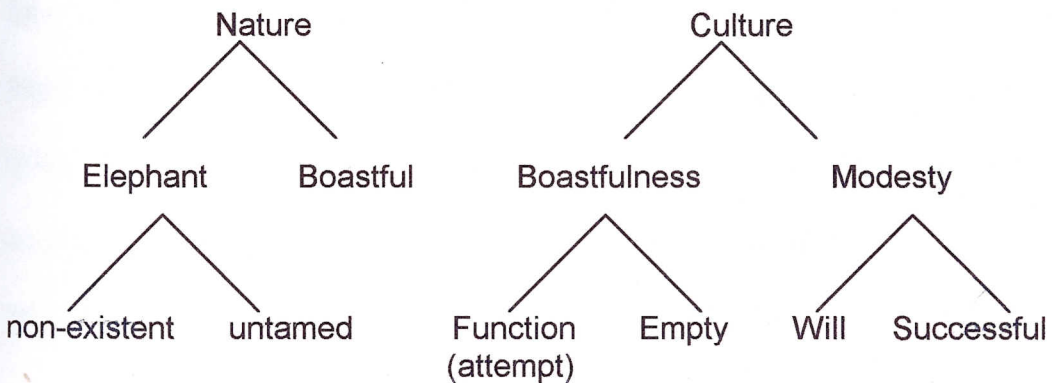 Nature Culture
Elephant Boastful Boastfulness Modesty
non-existent untamed Function Empty Will Successful
(attempt)